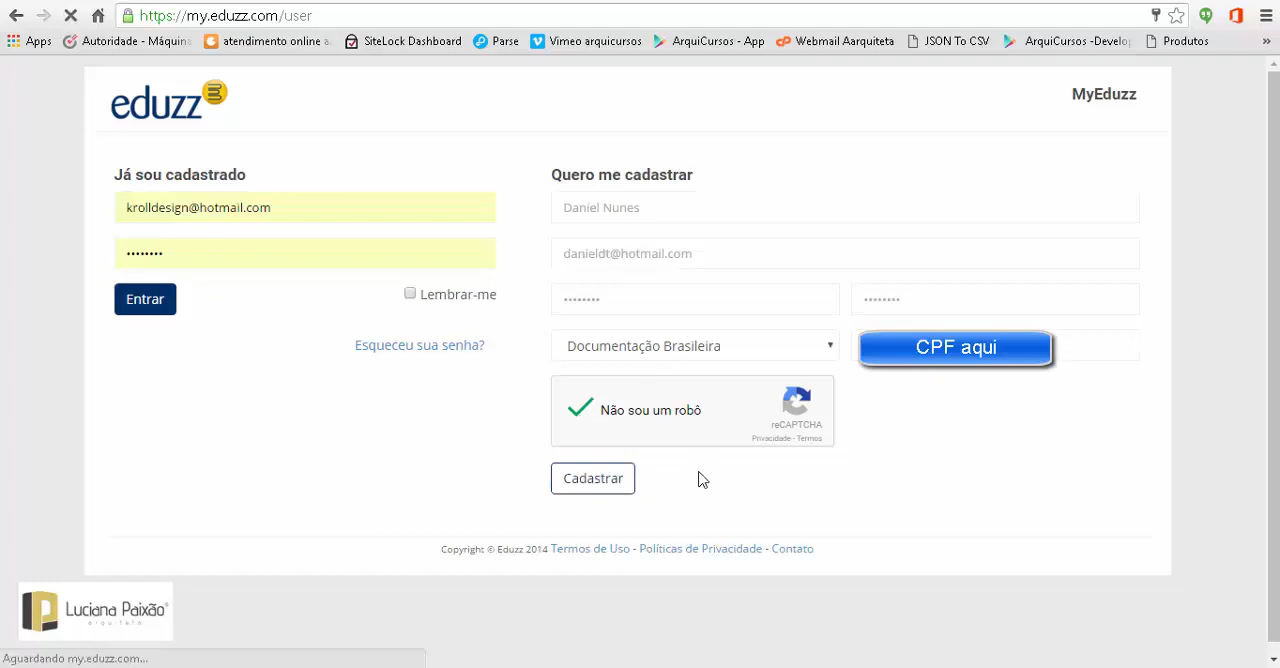 https://my.eduzz.com/user
Apps Autoridade - Máquin atendimento online a SiteLock Dashboard Parse Vimeo arquicursos ArquiCursos - App Webmail Aarquiteta JSON To CSV ArquiCursos -Develo Produtos »
eduzz
MyEduzz
Já sou cadastrado
Quero me cadastrar
krolldesign@hotmail.com
Daniel Nunes
••••••••
danieldt@hotmail.com
Entrar
Lembrar-me
••••••••
••••••••
Esqueceu sua senha?
Documentação Brasileira
CPF aqui
Não sou um robô
reCAPTCHA
Privacidade - Termos
Cadastrar
Copyright © Eduzz 2014 Termos de Uso - Políticas de Privacidade - Contato
Luciana Paixão
arquiteta
Aguardando my.eduzz.com...